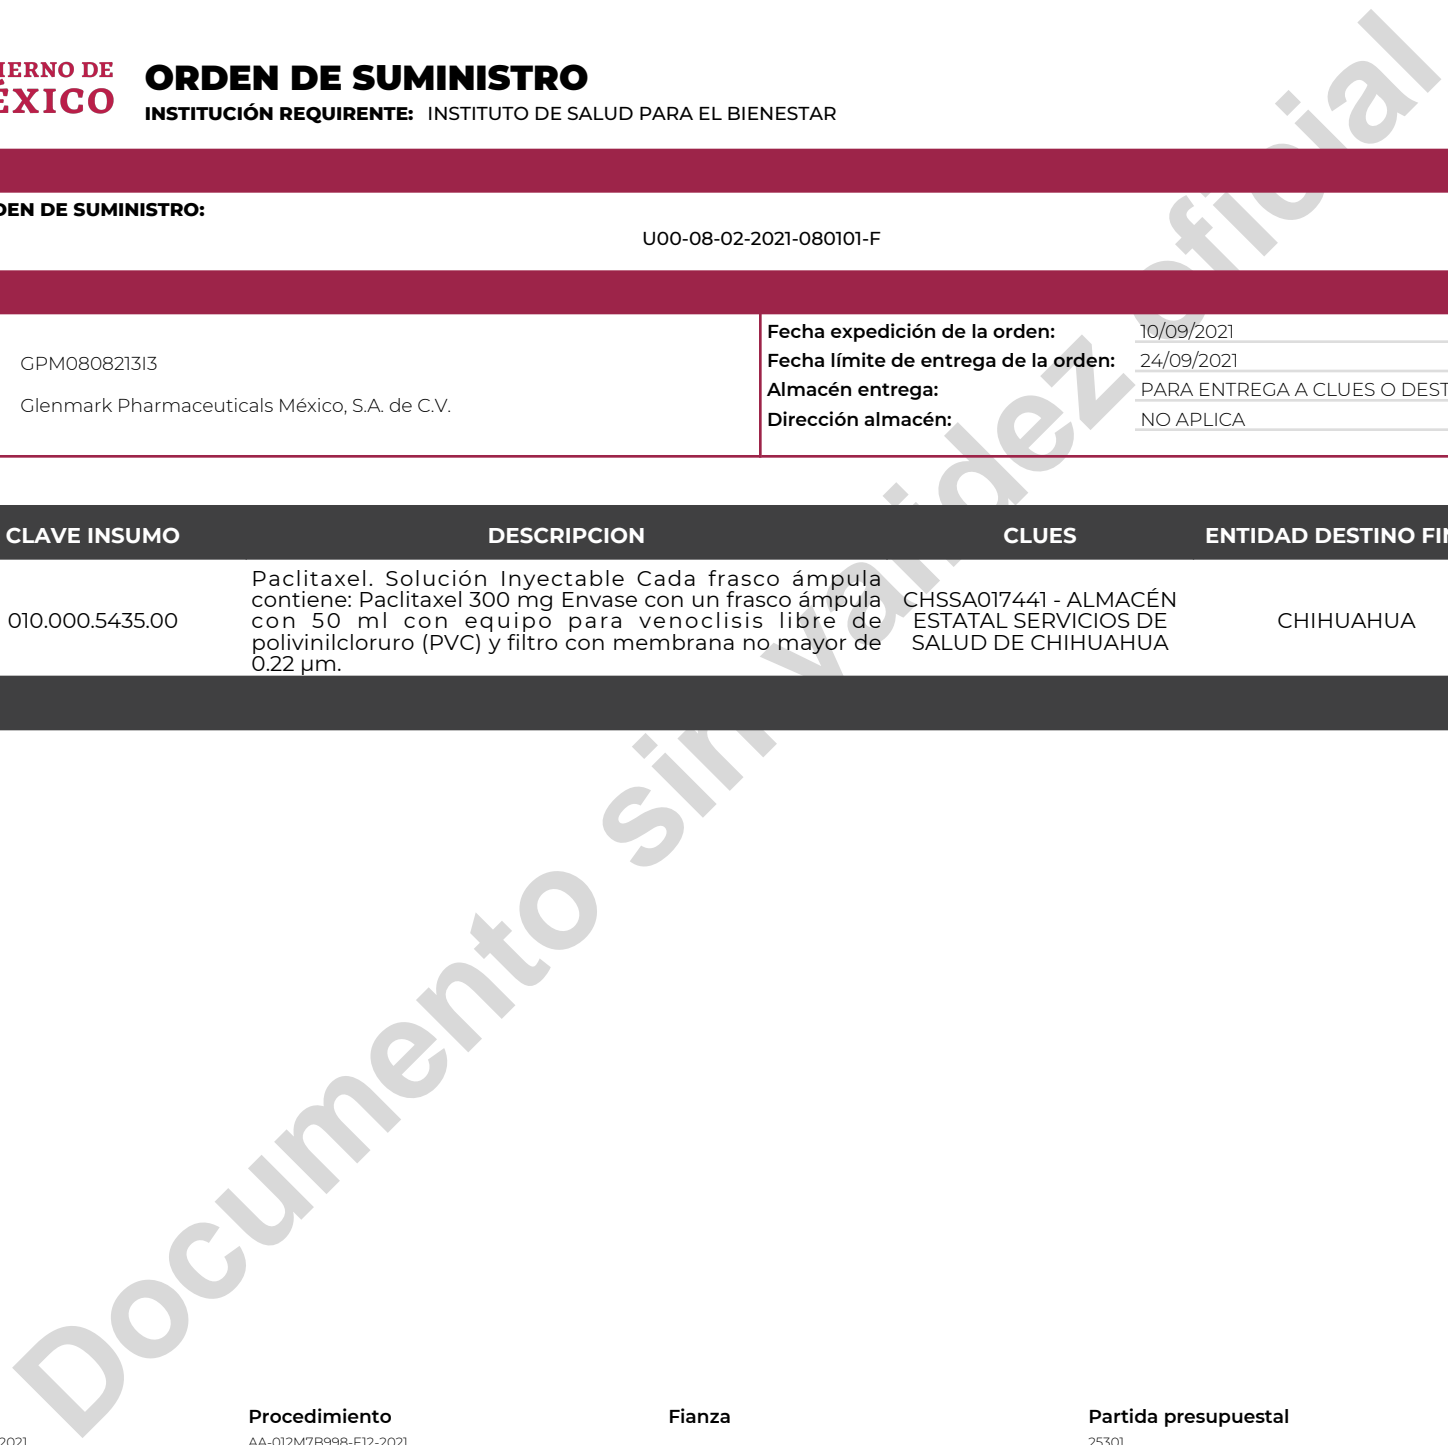 IERNO DE
ÉXICO
ORDEN DE SUMINISTRO
INSTITUCIÓN REQUIRENTE: INSTITUTO DE SALUD PARA EL BIENESTAR
DEN DE SUMINISTRO:
U00-08-02-2021-080101-F
GPM0808213I3
Glenmark Pharmaceuticals México, S.A. de C.V.
Fecha expedición de la orden: 10/09/2021
Fecha límite de entrega de la orden: 24/09/2021
Almacén entrega: PARA ENTREGA A CLUES O DEST
Dirección almacén: NO APLICA
CLAVE INSUMO DESCRIPCION CLUES ENTIDAD DESTINO FIN
010.000.5435.00
Paclitaxel. Solución Inyectable Cada frasco ámpula
contiene: Paclitaxel 300 mg Envase con un frasco ámpula
con 50 ml con equipo para venoclisis libre de
polivinilcloruro (PVC) y filtro con membrana no mayor de
0.22 µm.
CHSSA017441 - ALMACÉN
ESTATAL SERVICIOS DE
SALUD DE CHIHUAHUA
CHIHUAHUA
Documento sin validez oficial
Procedimiento Fianza Partida presupuestal
2021 AA-012M7B998-E12-2021 25301